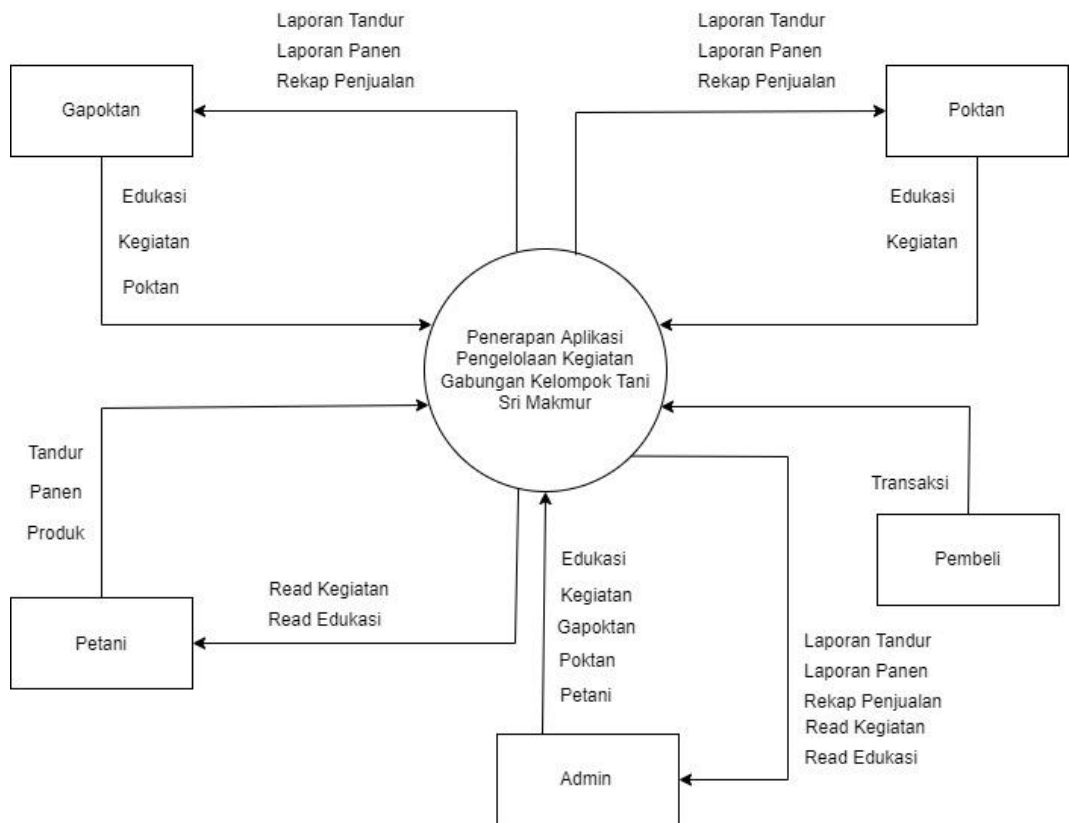 Laporan Tandur
Laporan Panen
Rekap Penjualan
Laporan Tandur
Laporan Panen
Rekap Penjualan
Gapoktan
Poktan
Edukasi
Kegiatan
Poktan
Edukasi
Kegiatan
Penerapan Aplikasi
Pengelolaan Kegiatan
Gabungan Kelompok Tani
Sri Makmur
Tandur
Panen
Produk
Transaksi
Pembeli
Petani
Read Kegiatan
Read Edukasi
Edukasi
Kegiatan
Gapoktan
Poktan
Petani
Laporan Tandur
Laporan Panen
Rekap Penjualan
Read Kegiatan
Read Edukasi
Admin